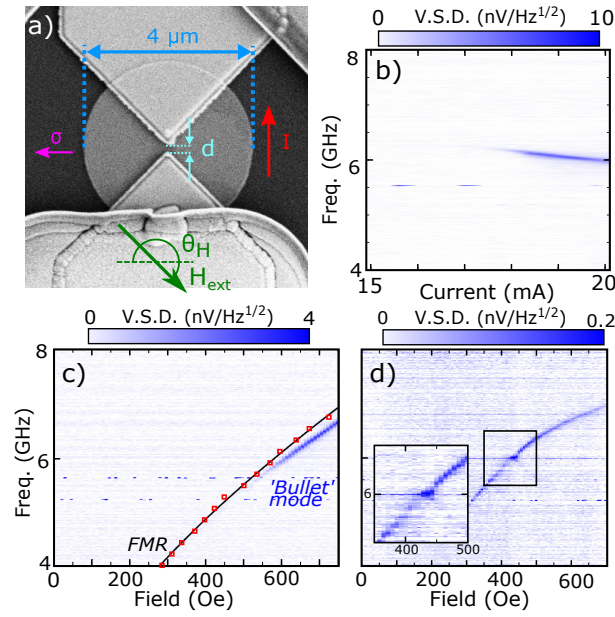 a)
4 μm
σ
d
I
θH
Hext
0 V.S.D. (nV/Hz1/2) 10
b)
8
6
4
Freq. (GHz)
15 20
Current (mA)
0 V.S.D. (nV/Hz1/2) 4
c)
8
6
4
Freq. (GHz)
'Bullet'
mode
FMR
0 200 400 600
Field (Oe)
0 V.S.D. (nV/Hz1/2) 0.2
d)
6
400 500
0 200 400 600
Field (Oe)